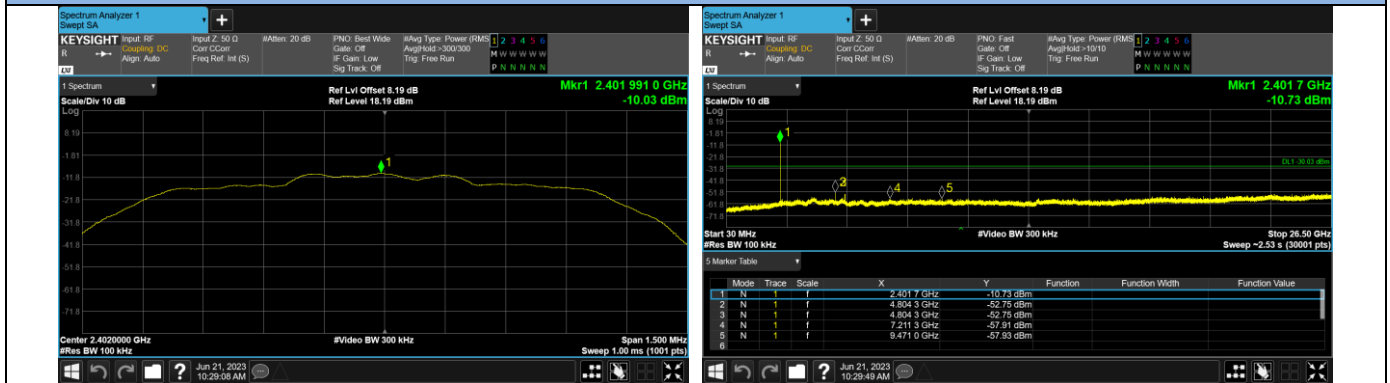 Spectrum Analyzer 1
Swept SA
+
KEYSIGHT Input: RF Input Z: 50 Ω #Atten: 20 dB PNO: Best Wide #Avg Type: Power (RMS 1 2 3 4 5 6
R Coupling: DC Corr CCorr Gate: Off Avg|Hold:>300/300 M W W W W W
Align: Auto Freq Ref: Int (S) IF Gain: Low Trig: Free Run
LXI Sig Track: Off P N N N N N
1 Spectrum Ref Lvl Offset 8.19 dB Mkr1 2.401 991 0 GHz
Scale/Div 10 dB Ref Level 18.19 dBm -10.03 dBm
Log
8.19
-1.81
1
-11.8
-21.8
-31.8
-41.8
-51.8
-61.8
-71.8
Center 2.4020000 GHz #Video BW 300 kHz Span 1.500 MHz
#Res BW 100 kHz Sweep 1.00 ms (1001 pts)
? Jun 21, 2023
10:29:08 AM
Spectrum Analyzer 1
Swept SA
+
KEYSIGHT Input: RF Input Z: 50 Ω #Atten: 20 dB PNO: Fast #Avg Type: Power (RMS 1 2 3 4 5 6
R Coupling: DC Corr CCorr Gate: Off Avg|Hold:>10/10 M W W W W W
Align: Auto Freq Ref: Int (S) IF Gain: Low Trig: Free Run
LXI Sig Track: Off P N N N N N
1 Spectrum Ref Lvl Offset 8.19 dB Mkr1 2.401 7 GHz
Scale/Div 10 dB Ref Level 18.19 dBm -10.73 dBm
Log
8.19
-1.81 1
-11.8
-21.8 DL1 -30.03 dBm
-31.8
-41.8
-51.8 3 4 5
-61.8
-71.8
Start 30 MHz #Video BW 300 kHz Stop 26.50 GHz
#Res BW 100 kHz Sweep ~2.53 s (30001 pts)
5 Marker Table
Mode Trace Scale X Y Function Function Width Function Value
1 N 1 f 2.401 7 GHz -10.73 dBm
2 N 1 f 4.804 3 GHz -52.75 dBm
3 N 1 f 4.804 3 GHz -52.75 dBm
4 N 1 f 7.211 3 GHz -57.91 dBm
5 N 1 f 9.471 0 GHz -57.93 dBm
6
? Jun 21, 2023
10:29:49 AM